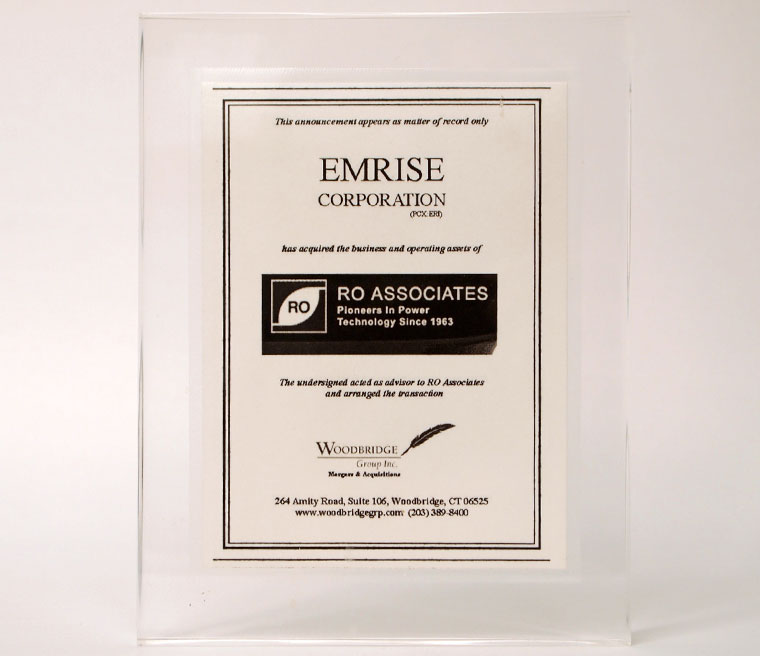 This announcement appears as matter of record only
EMRISE
CORPORATION
(PCX: ERI)
has acquired the business and operating assets of
RO
RO ASSOCIATES
Pioneers In Power
Technology Since 1963
The undersigned acted as advisor to RO Associates
and arranged the transaction
WOODBRIDGE
Group Inc.
Mergers & Acquisitions
264 Amity Road, Suite 106, Woodbridge, CT 06525
www.woodbridgegrp.com (203) 389-8400